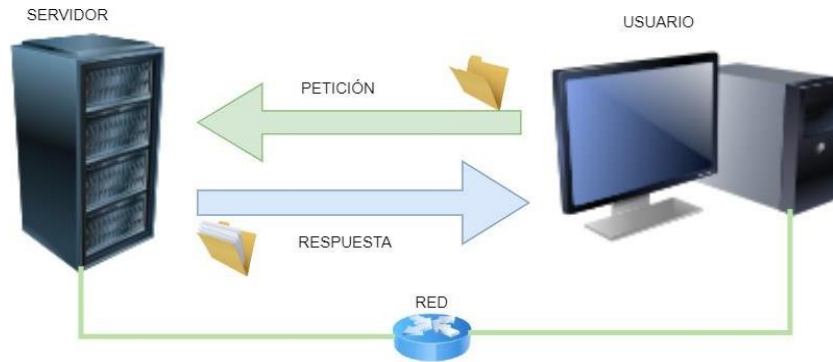 SERVIDOR
USUARIO
PETICIÓN
RESPUESTA
RED